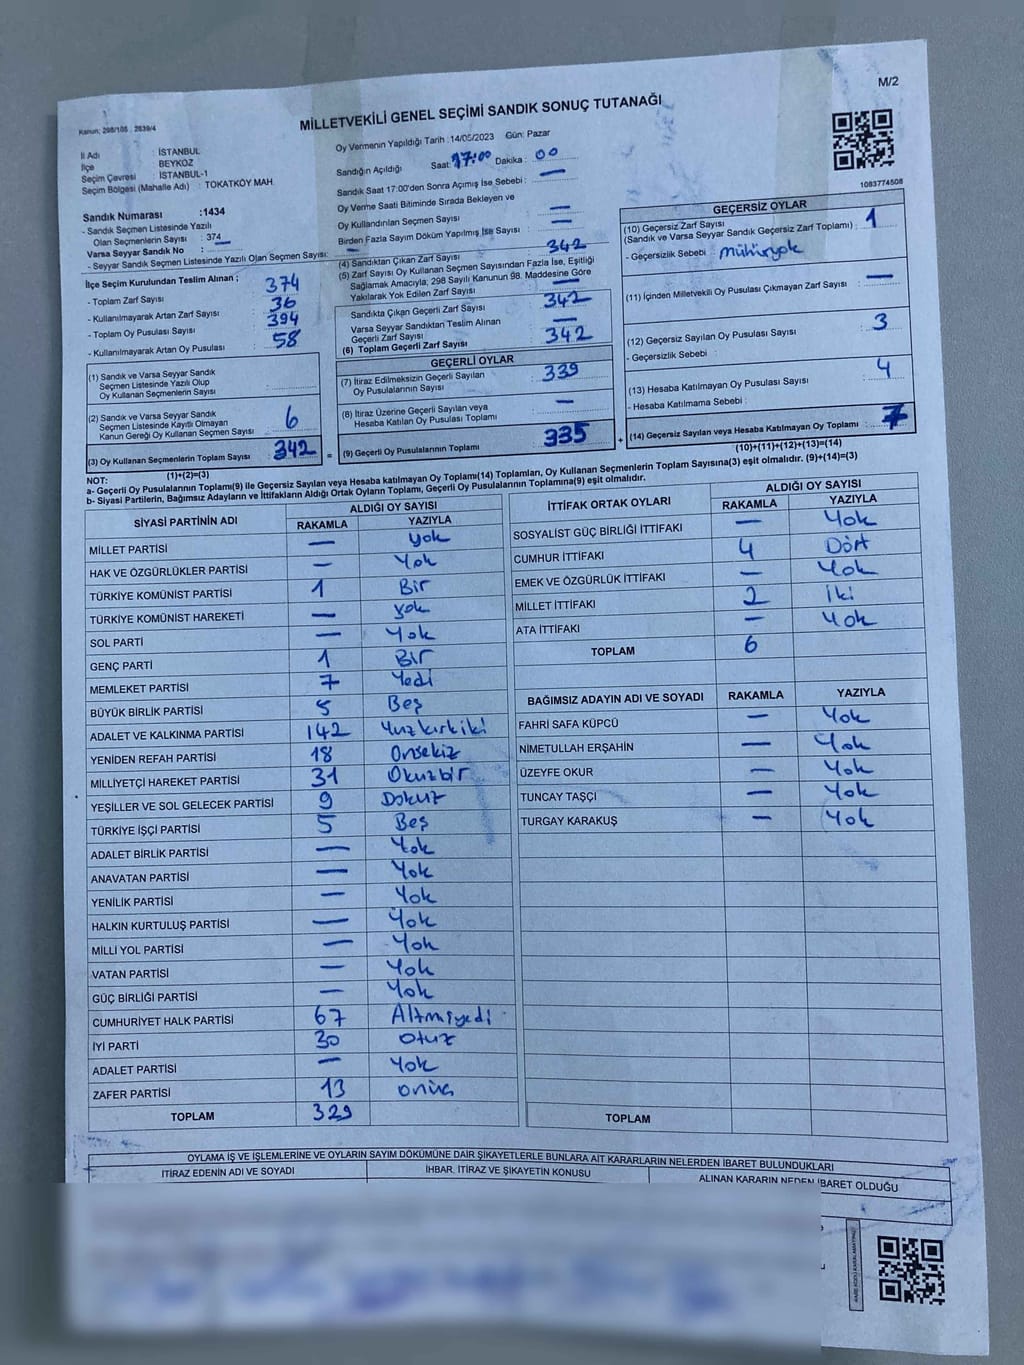 M/2
Kanun: 298/105 , 2839/4
MİLLETVEKİLİ GENEL SEÇİMİ SANDIK SONUÇ TUTANAĞI
İl Adı : İSTANBUL
İlçe : BEYKOZ
Seçim Çevresi : İSTANBUL-1
Seçim Bölgesi (Mahalle Adı) : TOKATKÖY MAH
Sandık Numarası :1434
- Sandık Seçmen Listesinde Yazılı
Olan Seçmenlerin Sayısı : 374
Varsa Seyyar Sandık No : —
- Seyyar Sandık Seçmen Listesinde Yazılı Olan Seçmen Sayısı: —
İlçe Seçim Kurulundan Teslim Alınan ;
- Toplam Zarf Sayısı 374
- Kullanılmayarak Artan Zarf Sayısı 36
- Toplam Oy Pusulası Sayısı 394
- Kullanılmayarak Artan Oy Pusulası 58
(1) Sandık ve Varsa Seyyar Sandık
Seçmen Listesinde Yazılı Olup
Oy Kullanan Seçmenlerin Sayısı :
(2) Sandık ve Varsa Seyyar Sandık
Seçmen Listesinde Kayıtlı Olmayan
Kanun Gereği Oy Kullanan Seçmen Sayısı 6
(3) Oy Kullanan Seçmenlerin Toplam Sayısı : 342 =
(1)+(2)=(3)
Oy Vermenin Yapıldığı Tarih : 14/05/2023 Gün: Pazar
Sandığın Açıldığı Saat: 17:00 Dakika : 00
Sandık Saat 17:00'den Sonra Açımış İse Sebebi : —
Oy Verme Saati Bitiminde Sırada Bekleyen ve
Oy Kullandırılan Seçmen Sayısı —
Birden Fazla Sayım Döküm Yapılmış İse Sayısı : —
(4) Sandıktan Çıkan Zarf Sayısı 342
(5) Zarf Sayısı Oy Kullanan Seçmen Sayısından Fazla İse, Eşitliği
Sağlamak Amacıyla; 298 Sayılı Kanunun 98. Maddesine Göre
Yakılarak Yok Edilen Zarf Sayısı —
Sandıkta Çıkan Geçerli Zarf Sayısı 342
Varsa Seyyar Sandıktan Teslim Alınan
Geçerli Zarf Sayısı : —
(6) Toplam Geçerli Zarf Sayısı 342
GEÇERLİ OYLAR
(7) İtiraz Edilmeksizin Geçerli Sayılan
Oy Pusulalarının Sayısı 339
(8) İtiraz Üzerine Geçerli Sayılan veya
Hesaba Katılan Oy Pusulası Toplamı —
(9) Geçerli Oy Pusulalarının Toplamı 335 +
1083774508
GEÇERSİZ OYLAR
(10) Geçersiz Zarf Sayısı
(Sandık ve Varsa Seyyar Sandık Geçersiz Zarf Toplamı) : 1
- Geçersizlik Sebebi : mühüryok
(11) İçinden Milletvekili Oy Pusulası Çıkmayan Zarf Sayısı —
(12) Geçersiz Sayılan Oy Pusulası Sayısı 3
- Geçersizlik Sebebi :
(13) Hesaba Katılmayan Oy Pusulası Sayısı 4
- Hesaba Katılmama Sebebi :
(14) Geçersiz Sayılan veya Hesaba Katılmayan Oy Toplamı : 7
(10)+(11)+(12)+(13)=(14)
NOT:
a- Geçerli Oy Pusulalarının Toplamı(9) ile Geçersiz Sayılan veya Hesaba katılmayan Oy Toplamı(14) Toplamları, Oy Kullanan Seçmenlerin Toplam Sayısına(3) eşit olmalıdır. (9)+(14)=(3)
b- Siyasi Partilerin, Bağımsız Adayların ve İttifakların Aldığı Ortak Oyların Toplamı, Geçerli Oy Pusulalarının Toplamına(9) eşit olmalıdır.
SİYASİ PARTİNİN ADI ALDIĞI OY SAYISI
RAKAMLA YAZIYLA
MİLLET PARTİSİ — yok
HAK VE ÖZGÜRLÜKLER PARTİSİ — Yok
TÜRKİYE KOMÜNİST PARTİSİ 1 Bir
TÜRKİYE KOMÜNİST HAREKETİ — yok
SOL PARTİ — Yok
GENÇ PARTİ 1 Bir
MEMLEKET PARTİSİ 7 Yedi
BÜYÜK BİRLİK PARTİSİ 5 Beş
ADALET VE KALKINMA PARTİSİ 142 Yuzkırkiki
YENİDEN REFAH PARTİSİ 18 Onsekiz
MİLLİYETÇİ HAREKET PARTİSİ 31 Okuzbir
YEŞİLLER VE SOL GELECEK PARTİSİ 9 Dokuz
TÜRKİYE İŞÇİ PARTİSİ 5 Beş
ADALET BİRLİK PARTİSİ — Yok
ANAVATAN PARTİSİ — Yok
YENİLİK PARTİSİ — Yok
HALKIN KURTULUŞ PARTİSİ — Yok
MİLLİ YOL PARTİSİ — Yok
VATAN PARTİSİ — Yok
GÜÇ BİRLİĞİ PARTİSİ — Yok
CUMHURİYET HALK PARTİSİ 67 Altmiyedi
İYİ PARTİ 30 otuz
ADALET PARTİSİ — Yok
ZAFER PARTİSİ 13 onüç
TOPLAM 329
İTTİFAK ORTAK OYLARI ALDIĞI OY SAYISI
RAKAMLA YAZIYLA
SOSYALİST GÜÇ BİRLİĞİ İTTİFAKI — Yok
CUMHUR İTTİFAKI 4 Dört
EMEK VE ÖZGÜRLÜK İTTİFAKI — Yok
MİLLET İTTİFAKI 2 iki
ATA İTTİFAKI — Yok
TOPLAM 6
BAĞIMSIZ ADAYIN ADI VE SOYADI RAKAMLA YAZIYLA
FAHRİ SAFA KÜPCÜ — Yok
NİMETULLAH ERŞAHİN — Yok
ÜZEYFE OKUR — Yok
TUNCAY TAŞÇI — Yok
TURGAY KARAKUŞ — Yok
TOPLAM
OYLAMA İŞ VE İŞLEMLERİNE VE OYLARIN SAYIM DÖKÜMÜNE DAİR ŞİKAYETLERLE BUNLARA AİT KARARLARIN NELERDEN İBARET BULUNDUKLARI
İTİRAZ EDENİN ADI VE SOYADI İHBAR, İTİRAZ VE ŞİKAYETİN KONUSU ALINAN KARARIN NEDEN İBARET OLDUĞU